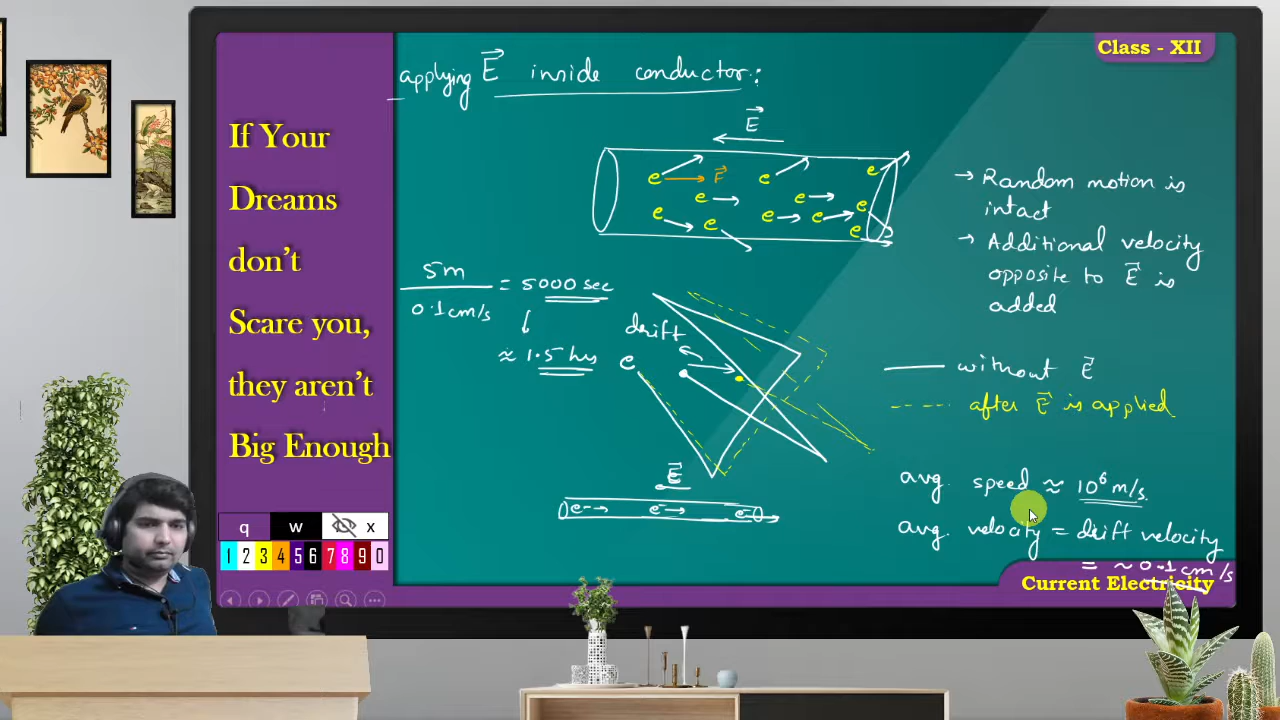 Class - XII
applying E⃗ inside conductor:
If Your
Dreams
don't
Scare you,
they aren't
Big Enough
E⃗
e e e
F⃗
e e e
e e e e e
→ Random motion is
intact
→ Additional velocity
opposite to E⃗ is
added
5m
0.1cm/s
= 5000 sec
≈ 1.5 hrs
drift
e
without E⃗
after E⃗ is applied
E⃗
e→ e→ e→
avg. speed ≈ 10⁶ m/s.
avg. velocity = drift velocity
= ~ 0.1 cm/s
Current Electricity
q w x
1 2 3 4 5 6 7 8 9 0